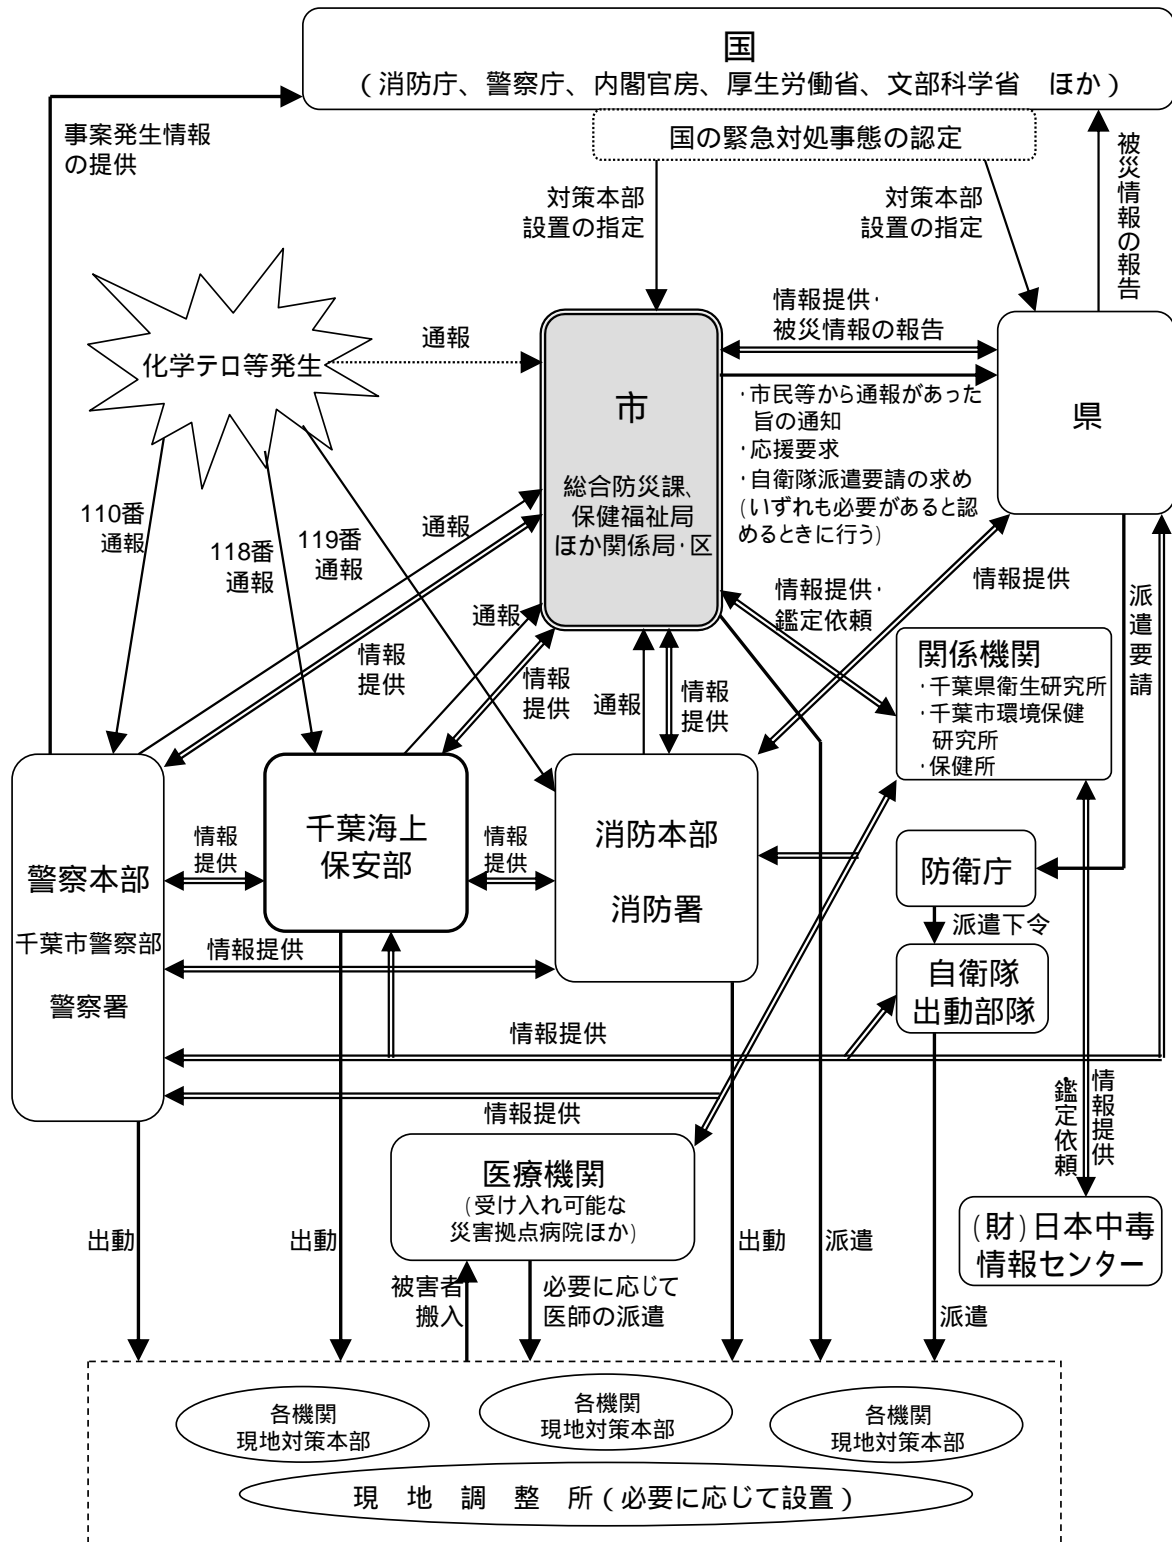 国
（消防庁、警察庁、内閣官房、厚生労働省、文部科学省　ほか）
国の緊急対処事態の認定
事案発生情報
の提供
対策本部
設置の指定
対策本部
設置の指定
被災情報の報告
化学テロ等発生
通報
情報提供・
被災情報の報告
市
総合防災課、
保健福祉局
ほか関係局・区
・市民等から通報があった
旨の通知
・応援要求
・自衛隊派遣要請の求め
(いずれも必要があると認
めるときに行う)
県
110番
通報
118番
通報
119番
通報
通報
情報
提供
通報
情報
提供
通報
情報
提供
情報提供・
鑑定依頼
情報提供
派遣要請
関係機関
・千葉県衛生研究所
・千葉市環境保健
研究所
・保健所
警察本部
千葉市警察部
警察署
情報
提供
千葉海上
保安部
情報
提供
消防本部
消防署
防衛庁
派遣下令
自衛隊
出動部隊
情報提供
情報提供
情報提供
鑑定依頼・
情報提供
医療機関
(受け入れ可能な
災害拠点病院ほか)
(財)日本中毒
情報センター
出動
出動
被害者
搬入
必要に応じて
医師の派遣
出動
派遣
派遣
各機関
現地対策本部
各機関
現地対策本部
各機関
現地対策本部
現　地　調　整　所（必要に応じて設置）